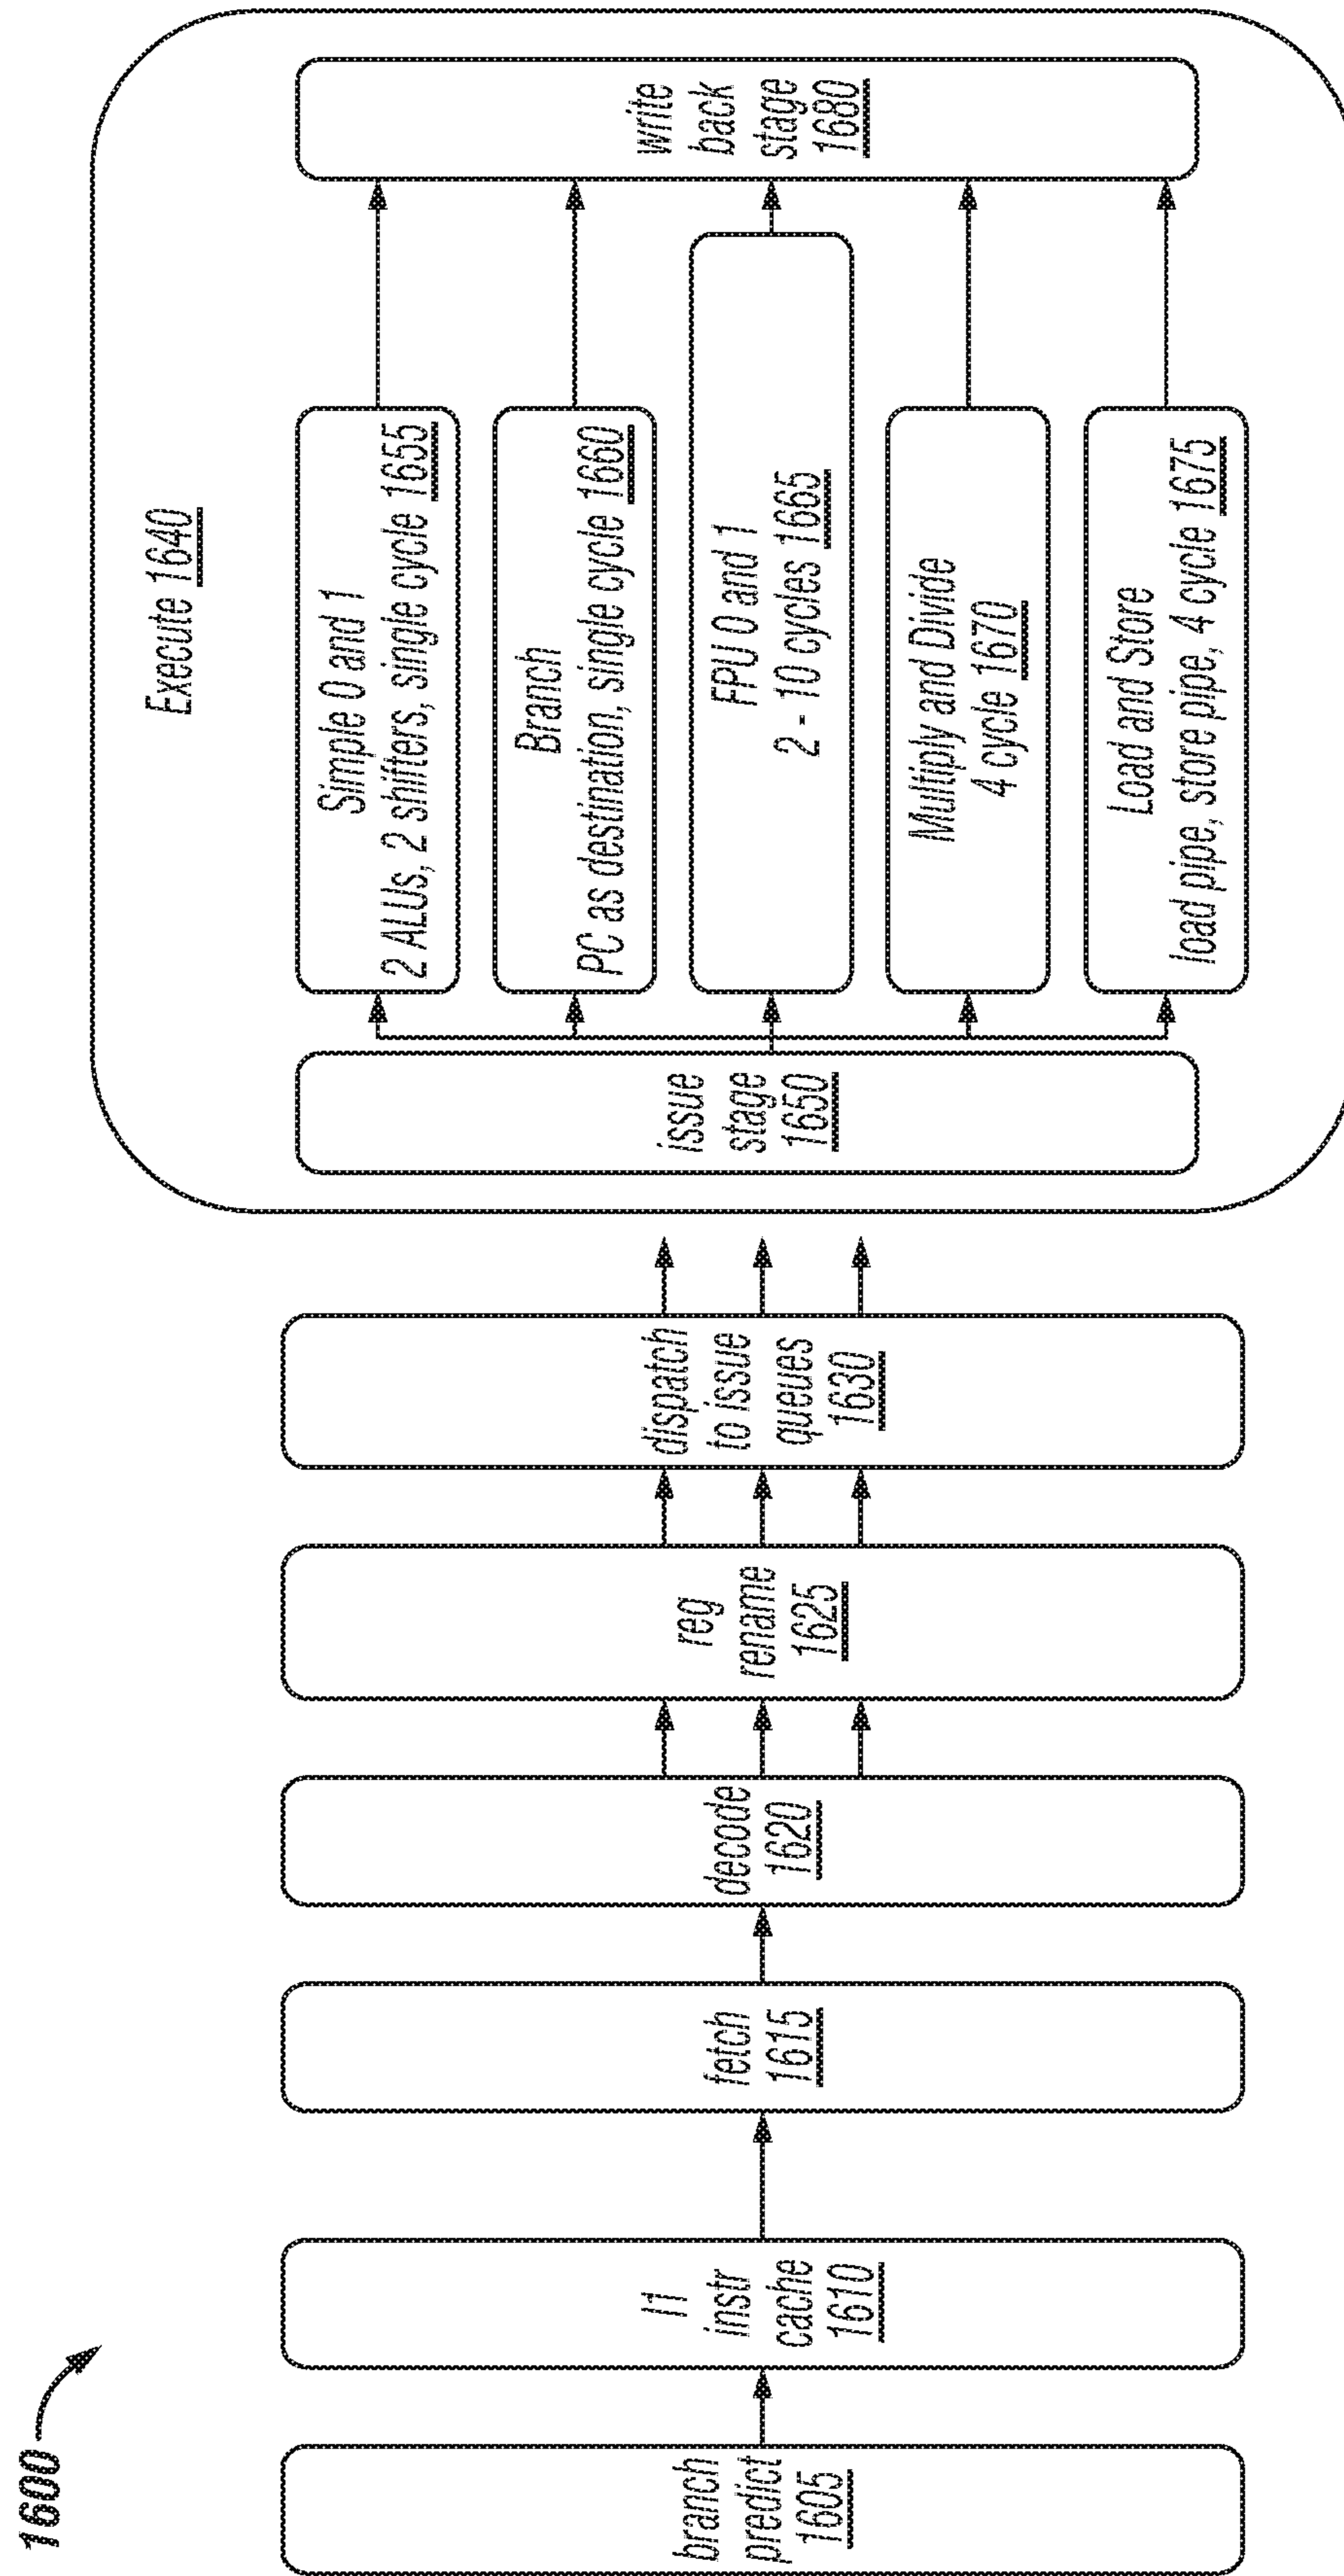 1600
branch
predict
1605
I1
instr
cache
1610
fetch
1615
decode
1620
reg
rename
1625
dispatch
to issue
queues
1630
Execute 1640
issue
stage
1650
Simple 0 and 1
2 ALUs, 2 shifters, single cycle 1655
Branch
PC as destination, single cycle 1660
FPU 0 and 1
2 - 10 cycles 1665
Multiply and Divide
4 cycle 1670
Load and Store
load pipe, store pipe, 4 cycle 1675
write
back
stage
1680